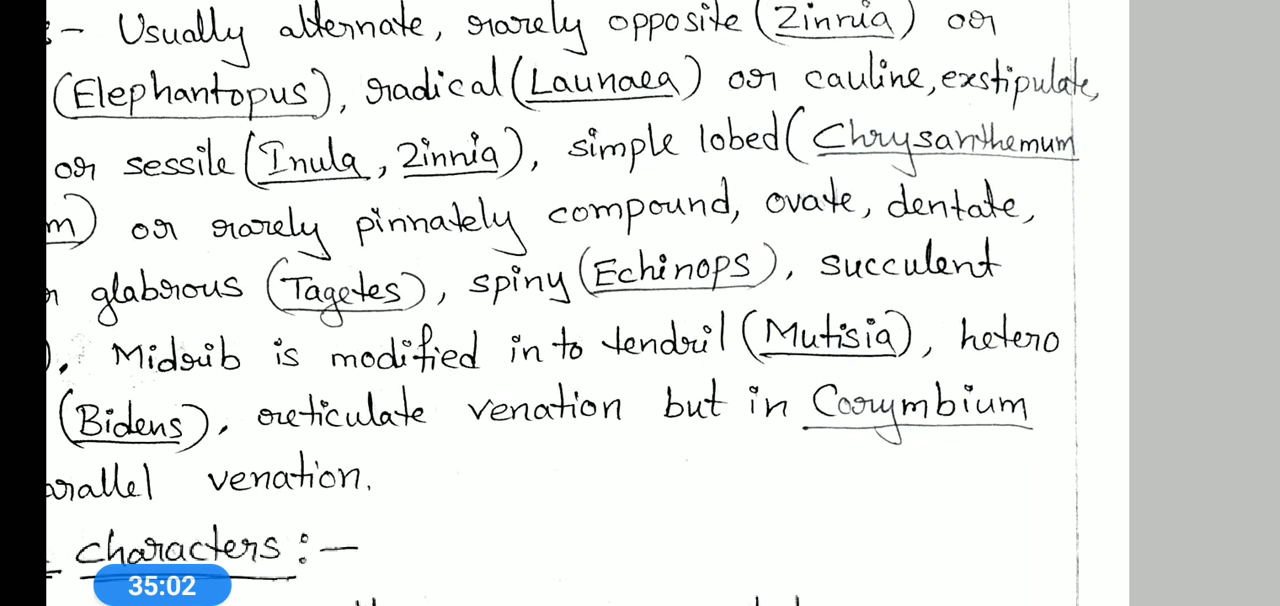 :- Usually alternate, rarely opposite (Zinnia) or
(Elephantopus), radical (Launaea) or cauline, exstipulate,
or sessile (Inula, Zinnia), simple lobed (Chrysanthemum
m) or rarely pinnately compound, ovate, dentate,
glabrous (Tagetes), spiny (Echinops), succulent
). Midrib is modified in to tendril (Mutisia), hetero
(Bidens), reticulate venation but in Corymbium
arallel venation.
characters :-
35:02